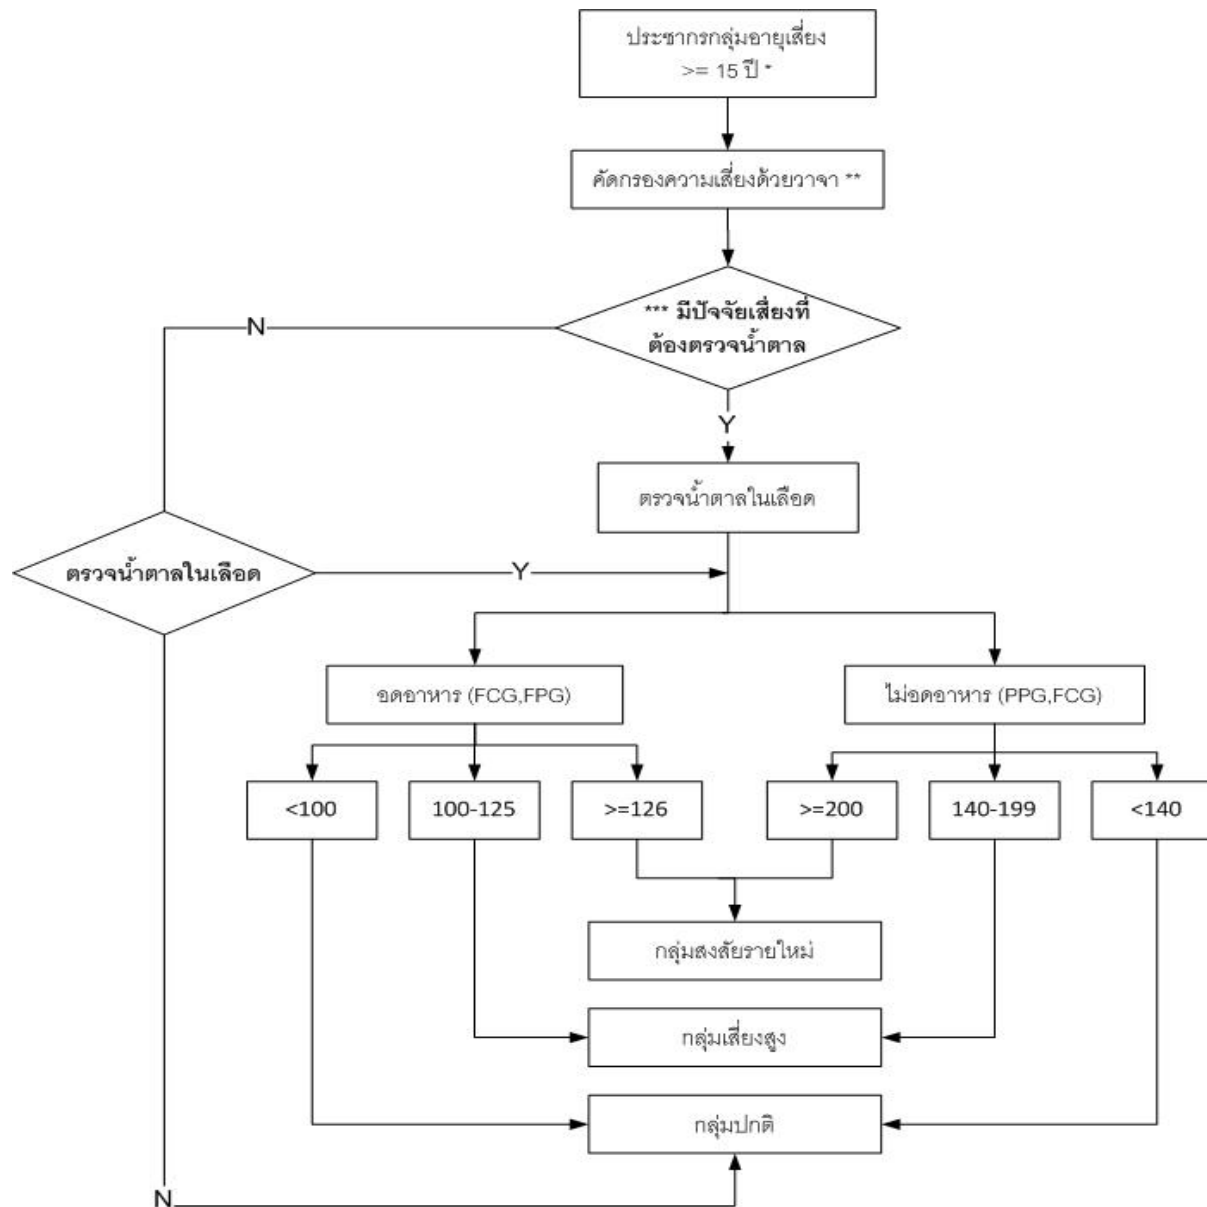 ประชากรกลุ่มอายุเสี่ยง
>= 15 ปี *
คัดกรองความเสี่ยงด้วยวาจา **
*** มีปัจจัยเสี่ยงที่
ต้องตรวจน้ำตาล
N
Y
ตรวจน้ำตาลในเลือด
ตรวจน้ำตาลในเลือด
Y
อดอาหาร (FCG,FPG)
ไม่อดอาหาร (PPG,FCG)
<100
100-125
>=126
>=200
140-199
<140
กลุ่มสงสัยรายใหม่
กลุ่มเสี่ยงสูง
กลุ่มปกติ
N